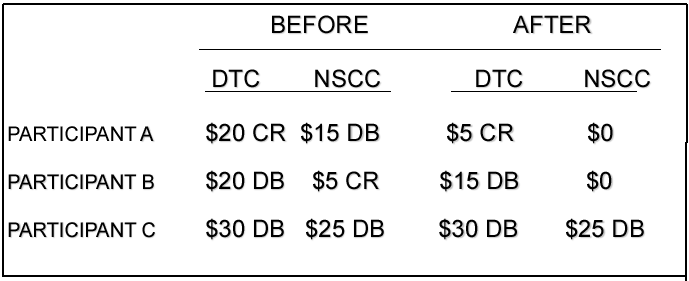 BEFORE AFTER
DTC NSCC DTC NSCC
PARTICIPANT A $20 CR $15 DB $5 CR $0
PARTICIPANT B $20 DB $5 CR $15 DB $0
PARTICIPANT C $30 DB $25 DB $30 DB $25 DB